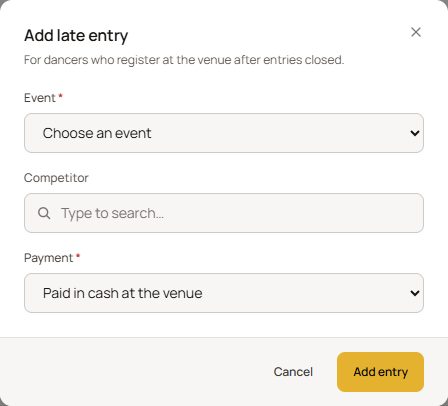 Add late entry
For dancers who register at the venue after entries closed.
Event *
Choose an event
Competitor
Type to search...
Payment *
Paid in cash at the venue
Cancel
Add entry